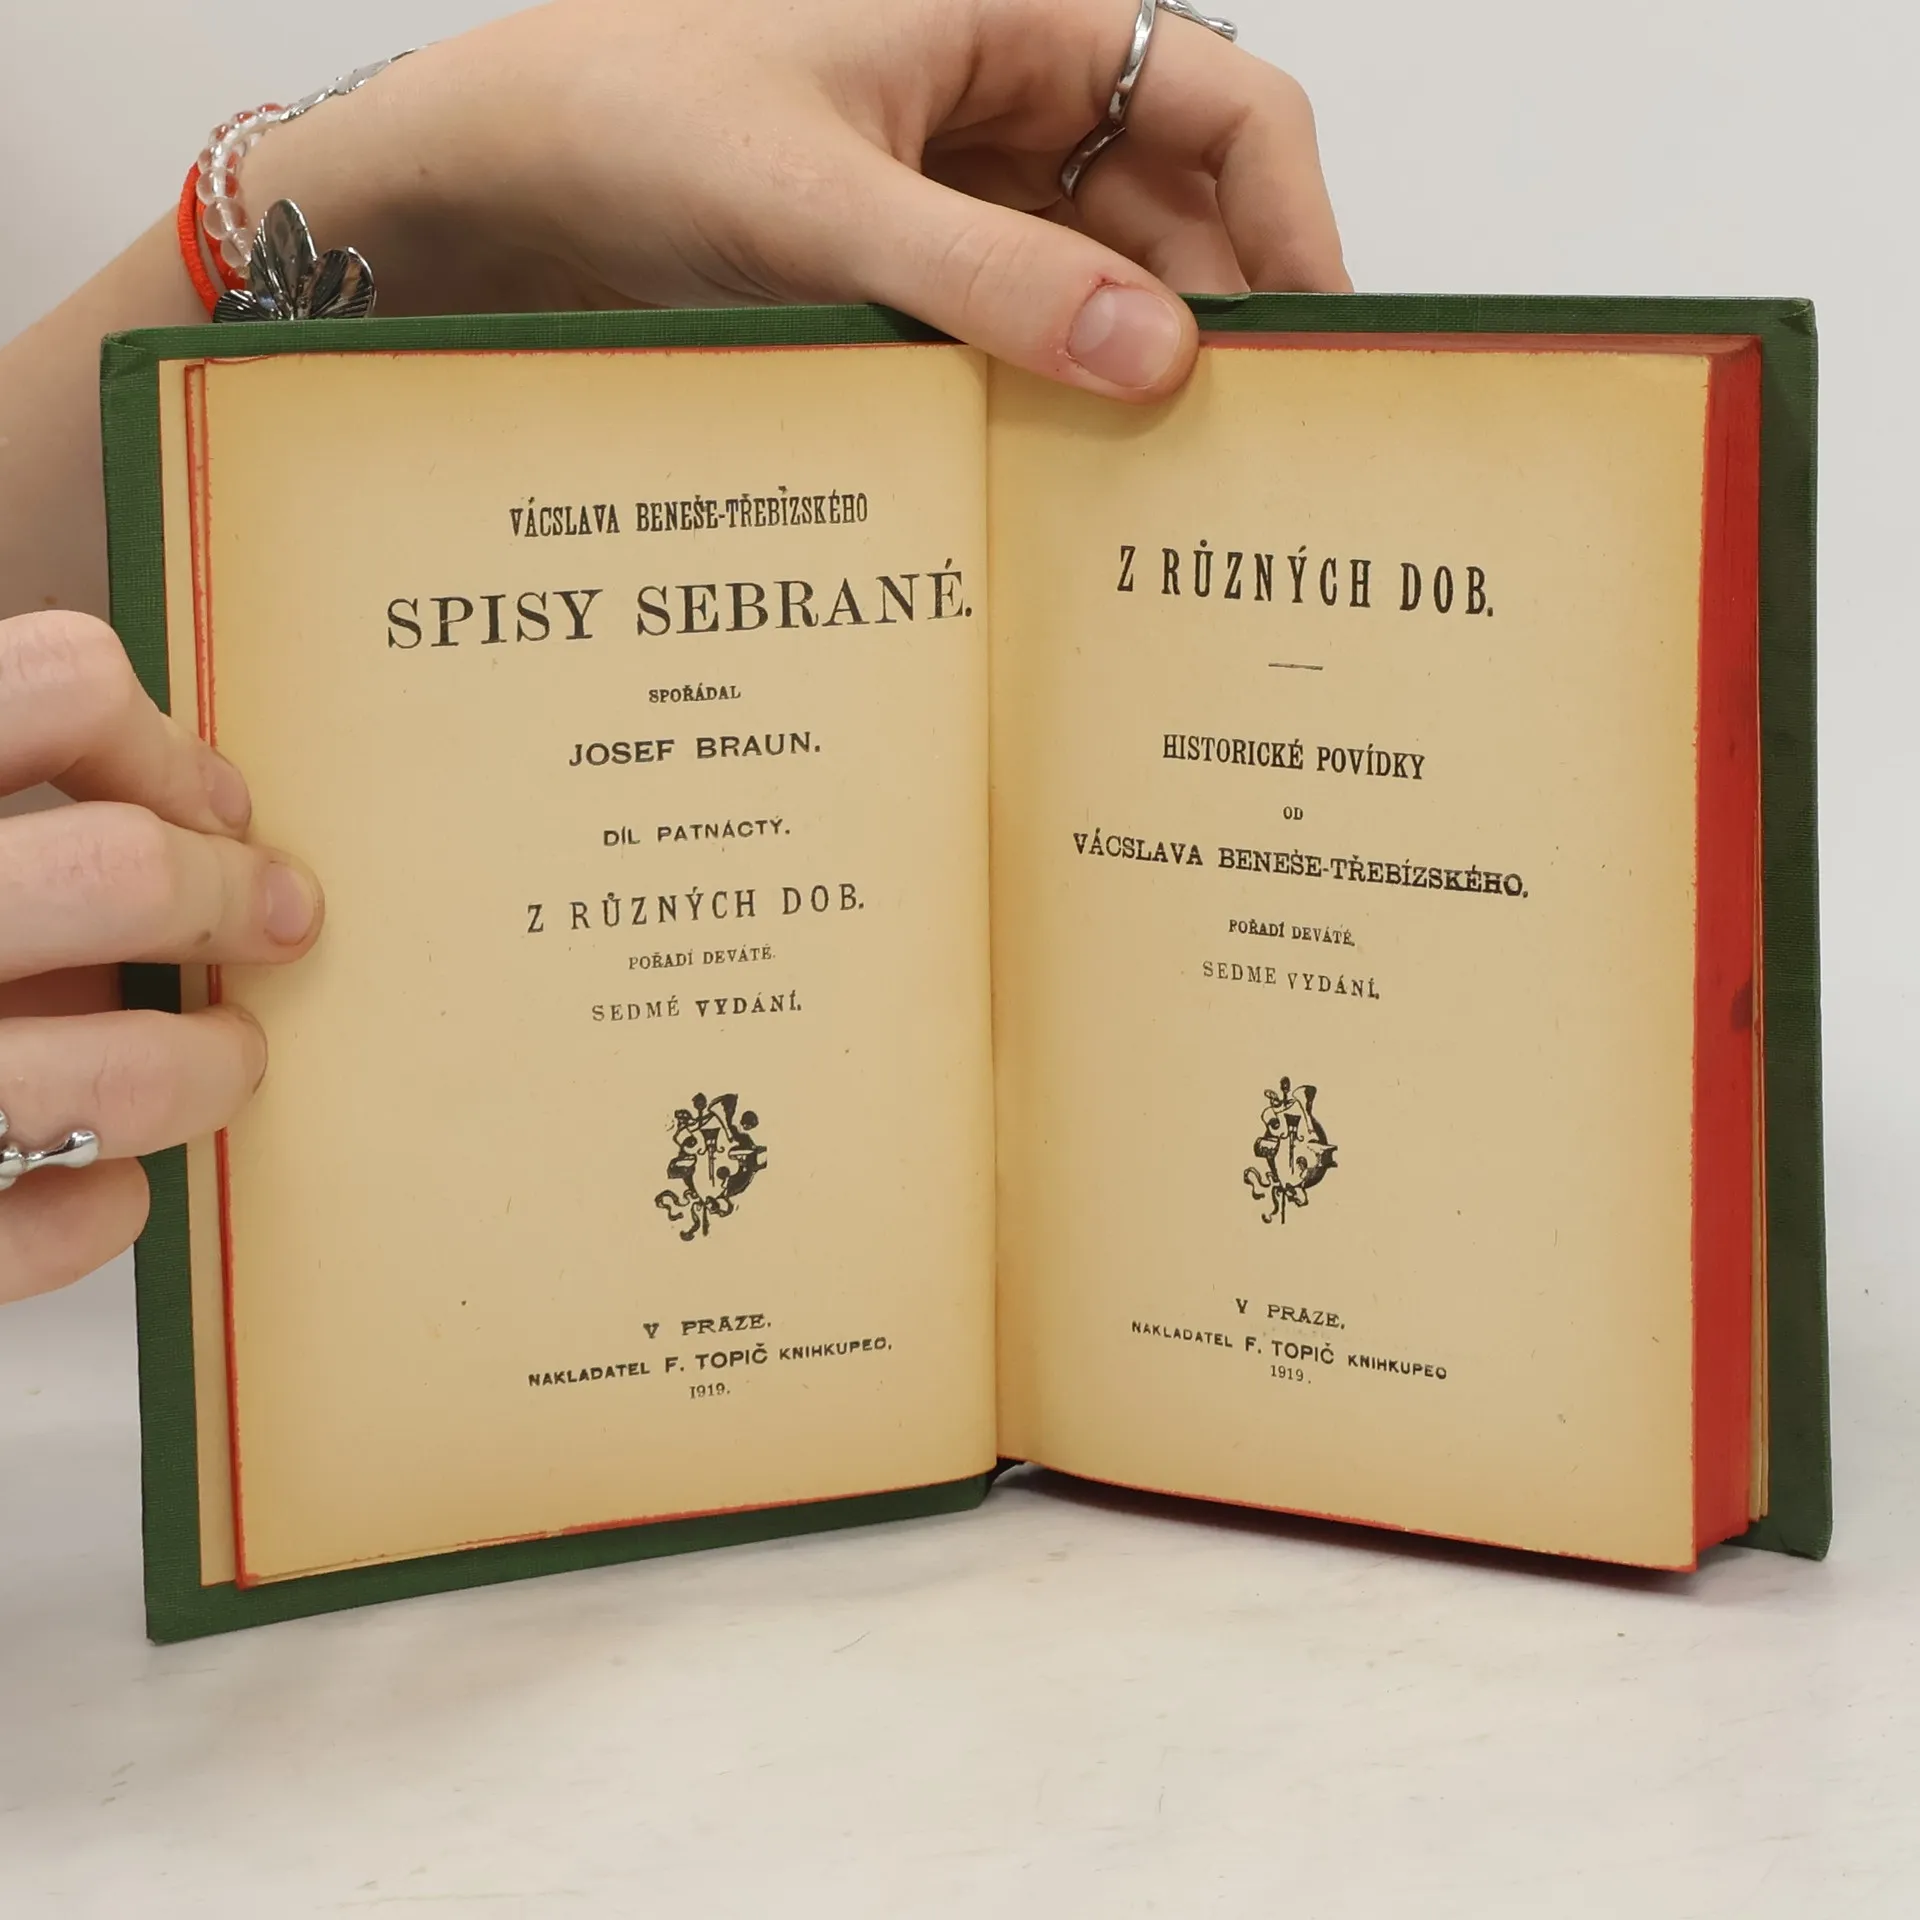 VÁCSLAVA BENEŠE-TŘEBÍZSKÉHO
SPISY SEBRANÉ.
SPOŘÁDAL
JOSEF BRAUN.
DÍL PATNÁCTÝ.
Z RŮZNÝCH DOB.
POŘADÍ DEVÁTÉ.
SEDMÉ VYDÁNÍ.
V PRAZE.
NAKLADATEL F. TOPIČ KNIHKUPEC.
1919.
Z RŮZNÝCH DOB.
HISTORICKÉ POVÍDKY
OD
VÁCSLAVA BENEŠE-TŘEBÍZSKÉHO.
POŘADÍ DEVÁTÉ.
SEDMÉ VYDÁNÍ.
V PRAZE.
NAKLADATEL F. TOPIČ KNIHKUPEC
1919.